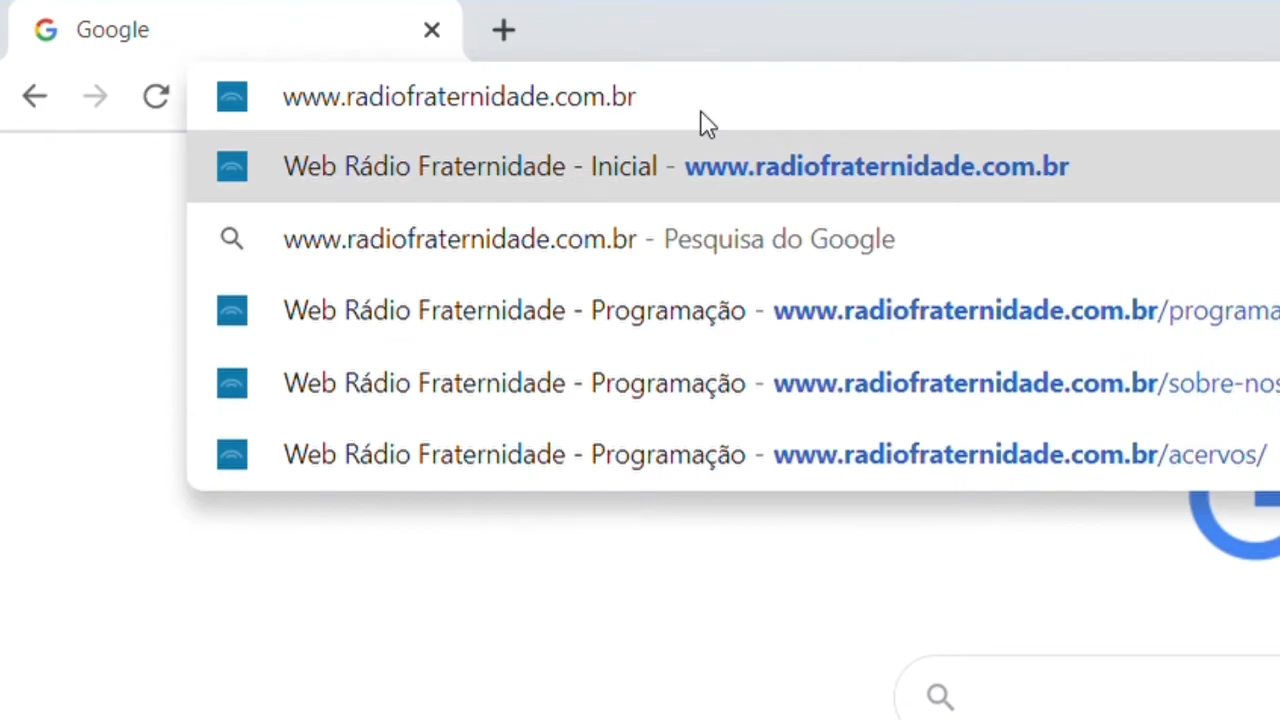 Google
www.radiofraternidade.com.br
Web Rádio Fraternidade - Inicial - www.radiofraternidade.com.br
www.radiofraternidade.com.br - Pesquisa do Google
Web Rádio Fraternidade - Programação - www.radiofraternidade.com.br/programa
Web Rádio Fraternidade - Programação - www.radiofraternidade.com.br/sobre-nos
Web Rádio Fraternidade - Programação - www.radiofraternidade.com.br/acervos/